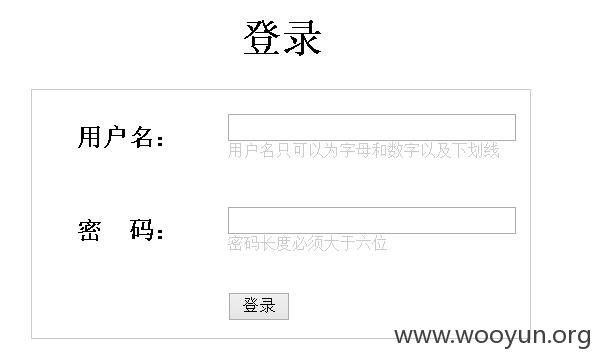 登录
用户名：
用户名只可以为字母和数字以及下划线
密 码：
密码长度必须大于六位
登录
www.wooyun.org